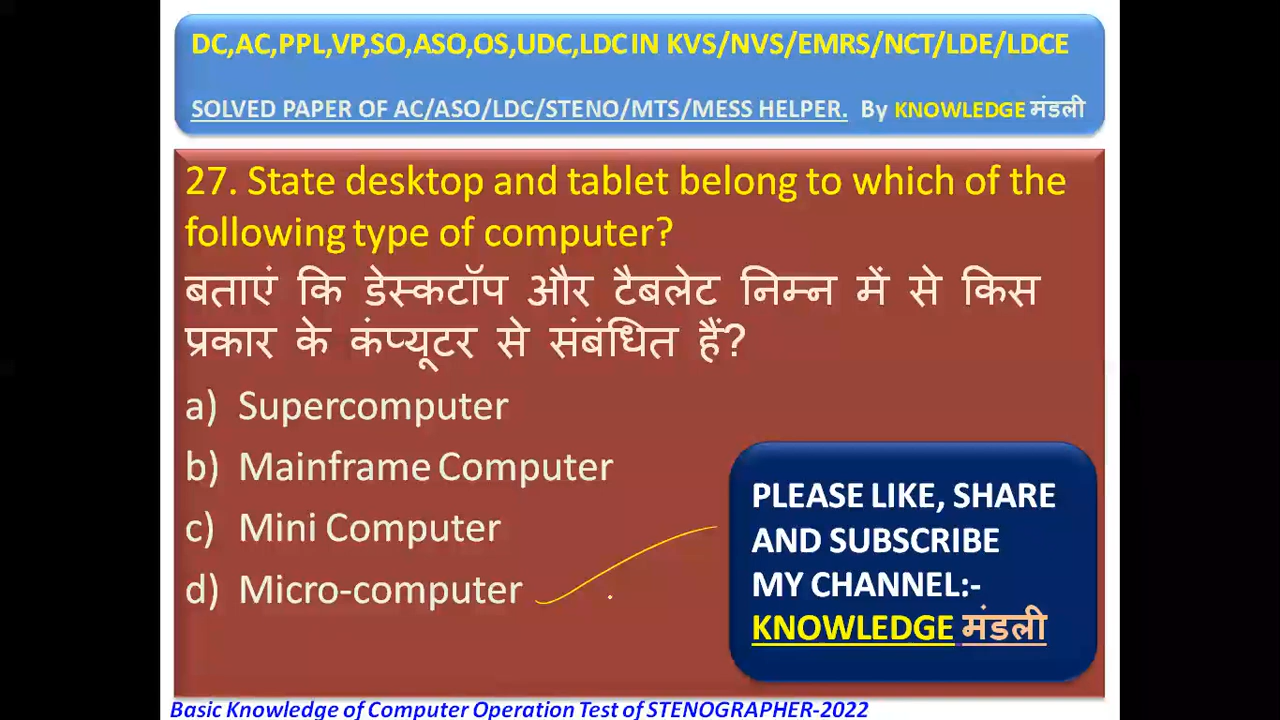 DC,AC,PPL,VP,SO,ASO,OS,UDC,LDC IN KVS/NVS/EMRS/NCT/LDE/LDCE
SOLVED PAPER OF AC/ASO/LDC/STENO/MTS/MESS HELPER. By KNOWLEDGE मंडली
27. State desktop and tablet belong to which of the
following type of computer?
बताएं कि डेस्कटॉप और टैबलेट निम्न में से किस
प्रकार के कंप्यूटर से संबंधित हैं?
a) Supercomputer
b) Mainframe Computer
c) Mini Computer
d) Micro-computer
PLEASE LIKE, SHARE
AND SUBSCRIBE
MY CHANNEL:-
KNOWLEDGE मंडली
Basic Knowledge of Computer Operation Test of STENOGRAPHER-2022